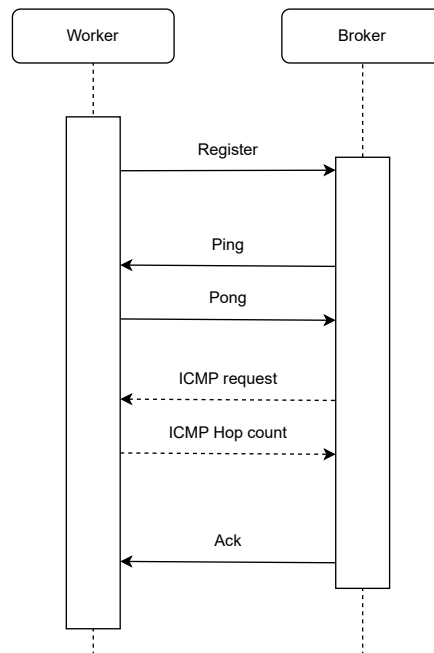 Worker
Broker
Register
Ping
Pong
ICMP request
ICMP Hop count
Ack